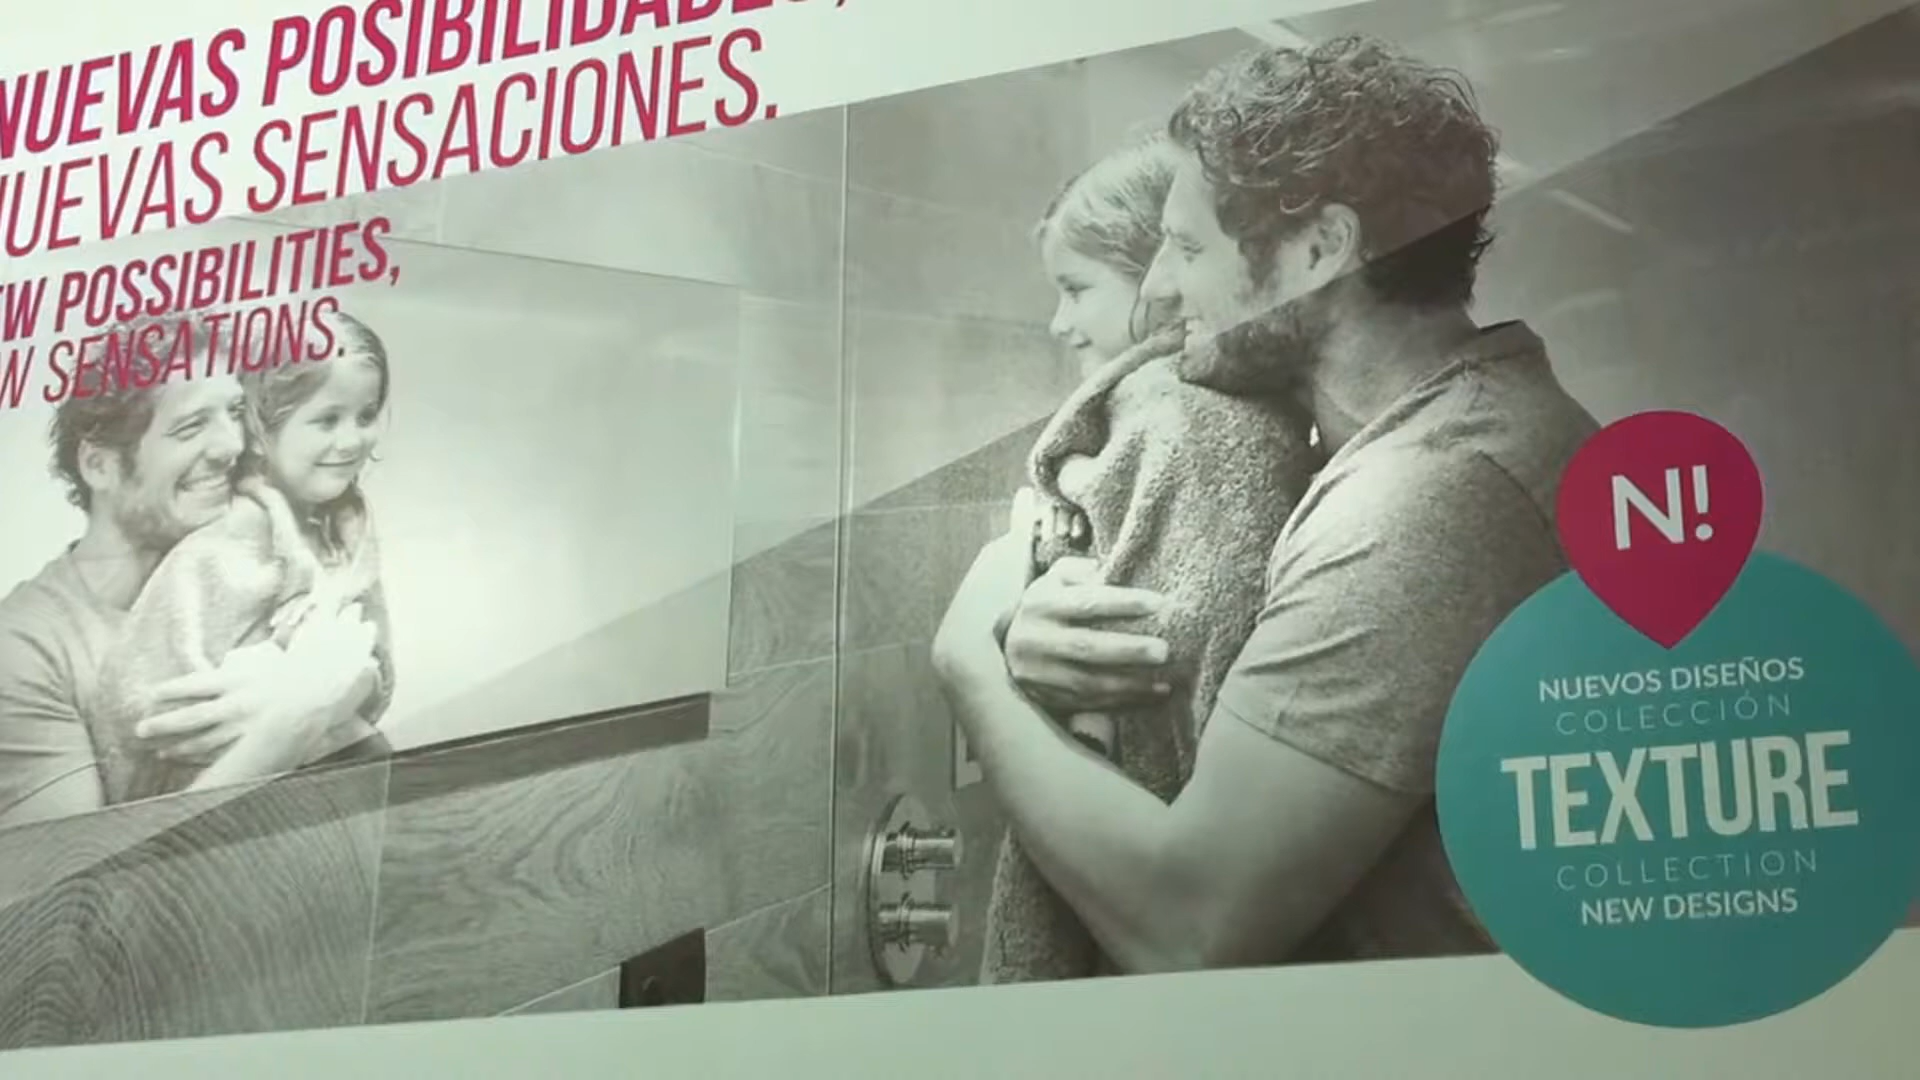 NUEVAS POSIBILIDADES,
NUEVAS SENSACIONES.
POSSIBILITIES,
SENSATIONS.
N!
NUEVOS DISEÑOS
COLECCIÓN
TEXTURE
COLLECTION
NEW DESIGNS